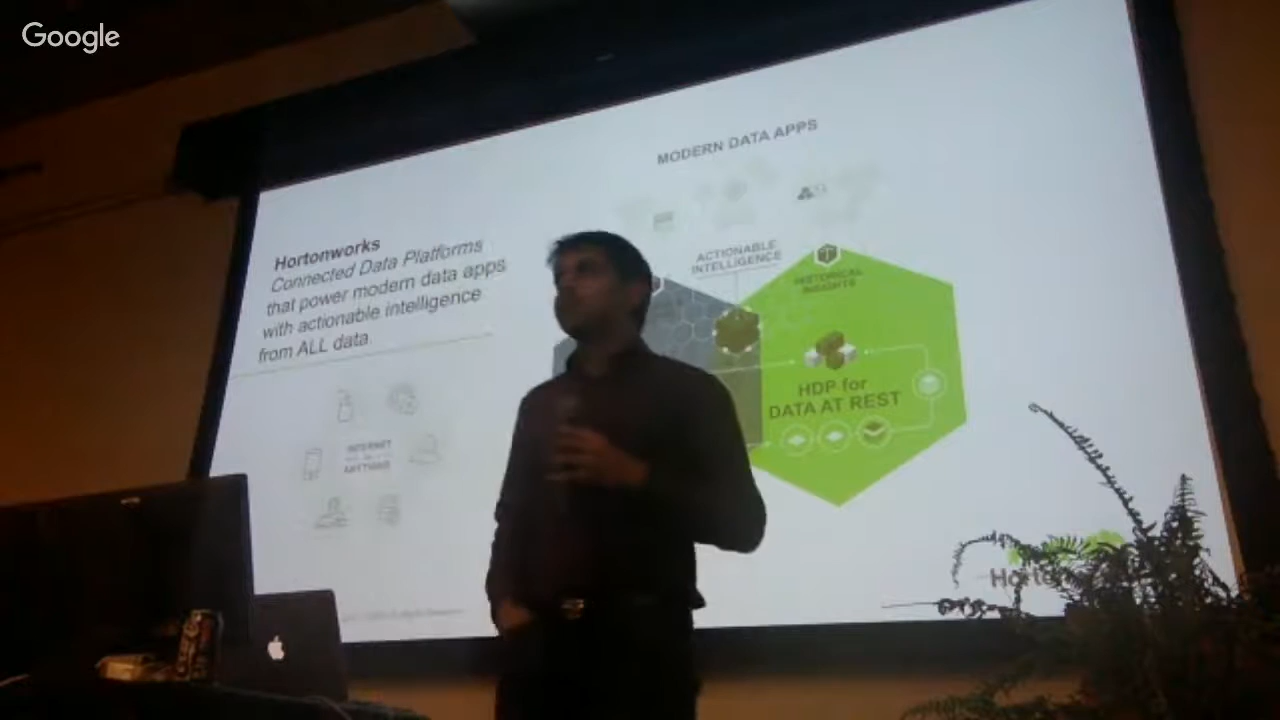 Google
MODERN DATA APPS
Hortonworks
Connected Data Platforms
that power modern data apps
with actionable intelligence
from ALL data
ACTIONABLE
INTELLIGENCE
HISTORICAL
INSIGHTS
HDP for
DATA AT REST
INTERNET
ANYTHING